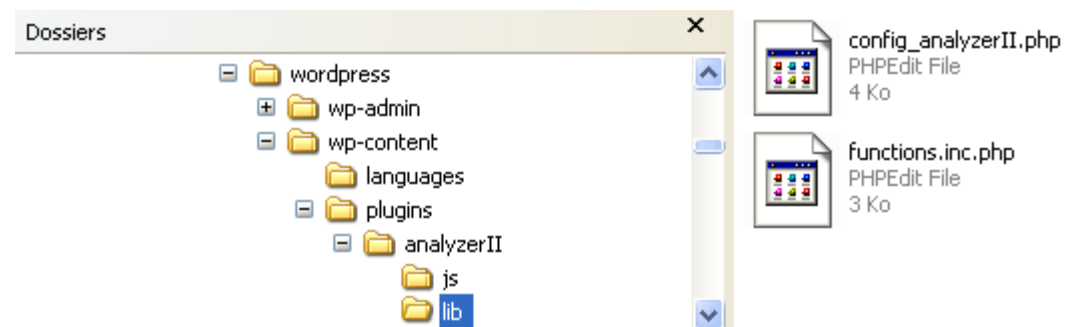 Dossiers
wordpress
wp-admin
wp-content
languages
plugins
analyzerII
js
lib
config_analyzerII.php
PHPEdit File
4 Ko
functions.inc.php
PHPEdit File
3 Ko